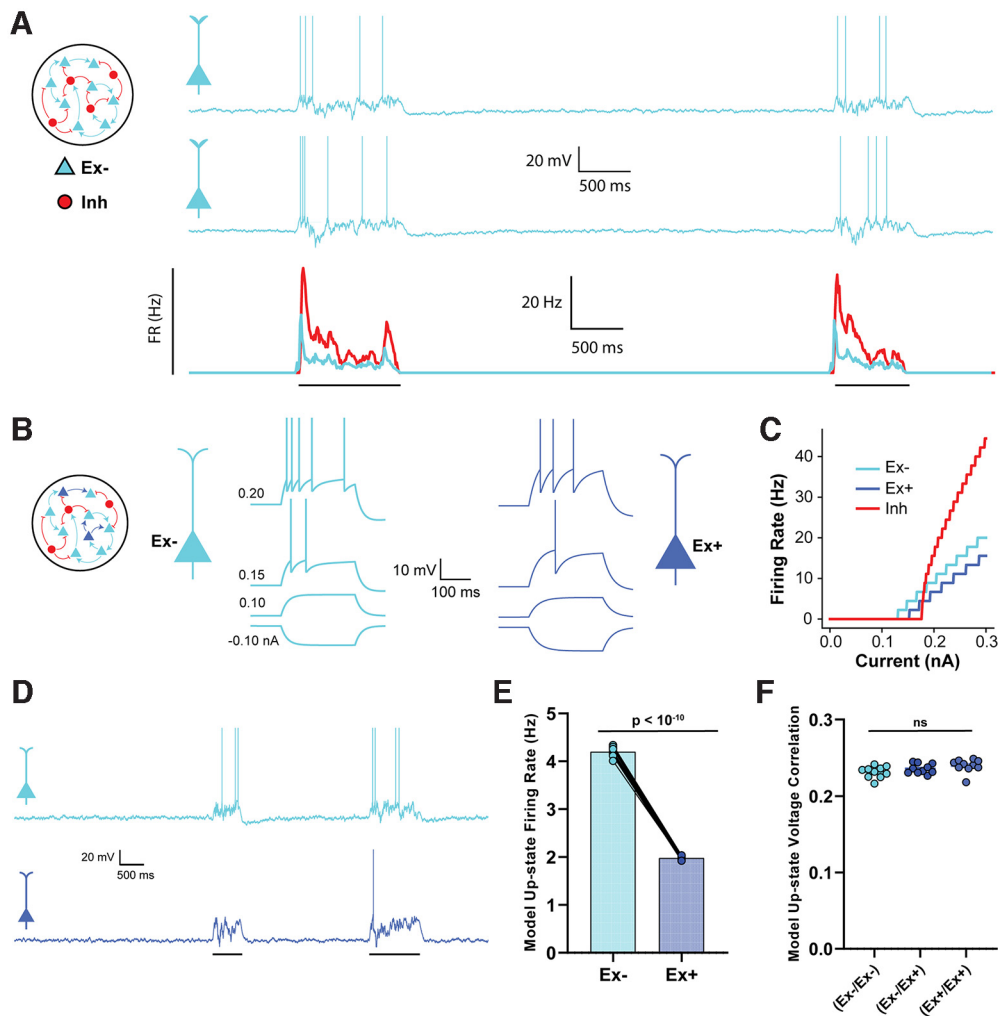 A
Ex-
Inh
20 mV
500 ms
FR (Hz)
20 Hz
500 ms
B
Ex-
0.20
0.15
0.10
-0.10 nA
10 mV
100 ms
Ex+
C
Firing Rate (Hz)
40
30
20
10
0
Ex-
Ex+
Inh
0.0
0.1
0.2
0.3
Current (nA)
D
20 mV
500 ms
E
Model Up-state Firing Rate (Hz)
5
4
3
2
1
0
p < 10⁻¹⁰
Ex-
Ex+
F
Model Up-state Voltage Correlation
0.3
0.2
0.1
0.0
ns
(Ex-/Ex-)
(Ex-/Ex+)
(Ex+/Ex+)